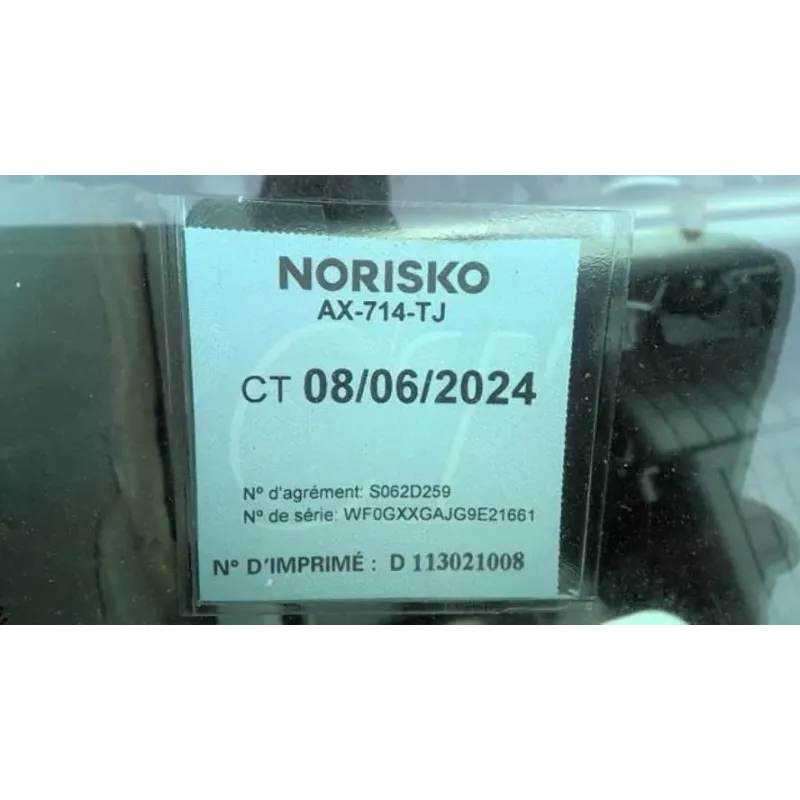 NORISKO
AX-714-TJ
CT 08/06/2024
N° d'agrément: S062D259
N° de série: WF0GXXGAJG9E21661
N° D'IMPRIMÉ : D 113021008